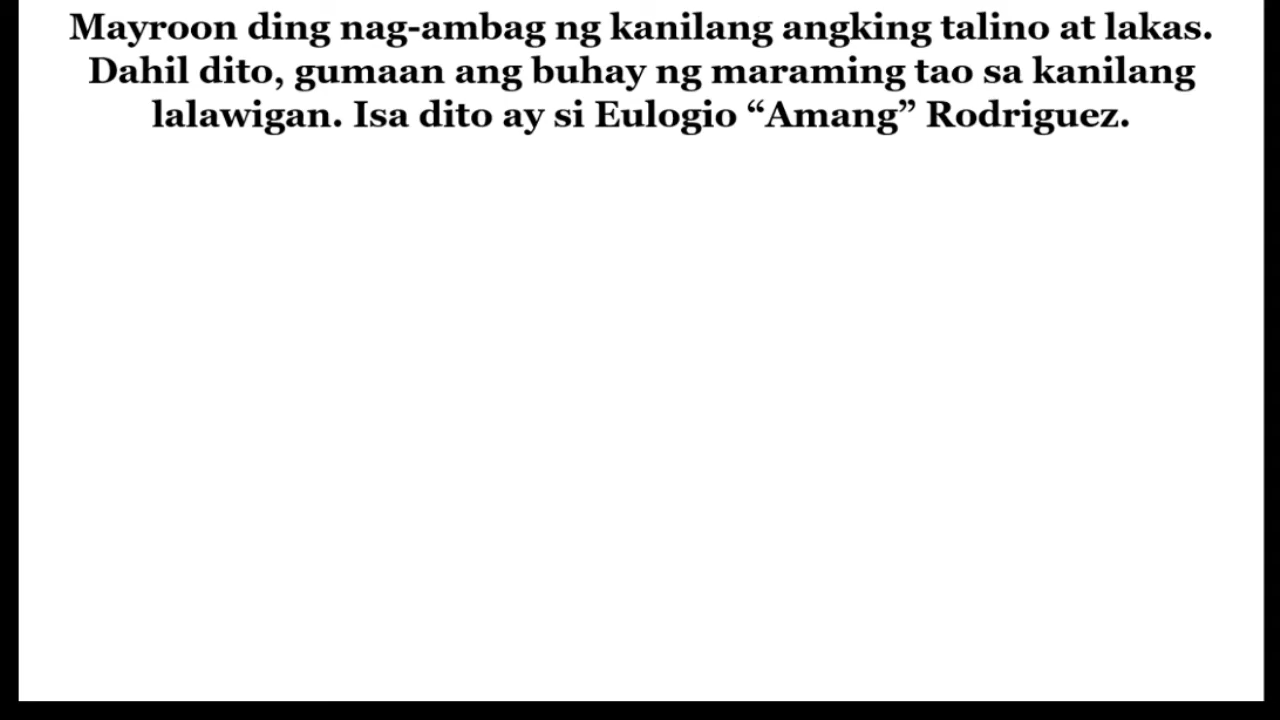 Mayroon ding nag-ambag ng kanilang angking talino at lakas.
Dahil dito, gumaan ang buhay ng maraming tao sa kanilang
lalawigan. Isa dito ay si Eulogio “Amang” Rodriguez.